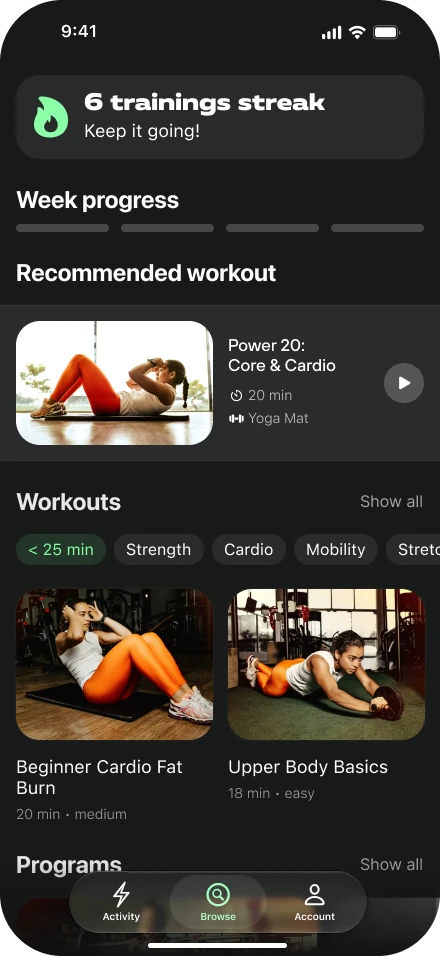 9:41
6 trainings streak
Keep it going!
Week progress
Recommended workout
Power 20:
Core & Cardio
20 min
Yoga Mat
Workouts
Show all
< 25 min
Strength
Cardio
Mobility
Stretc
Beginner Cardio Fat
Burn
20 min • medium
Upper Body Basics
18 min • easy
Programs
Show all
Activity
Browse
Account